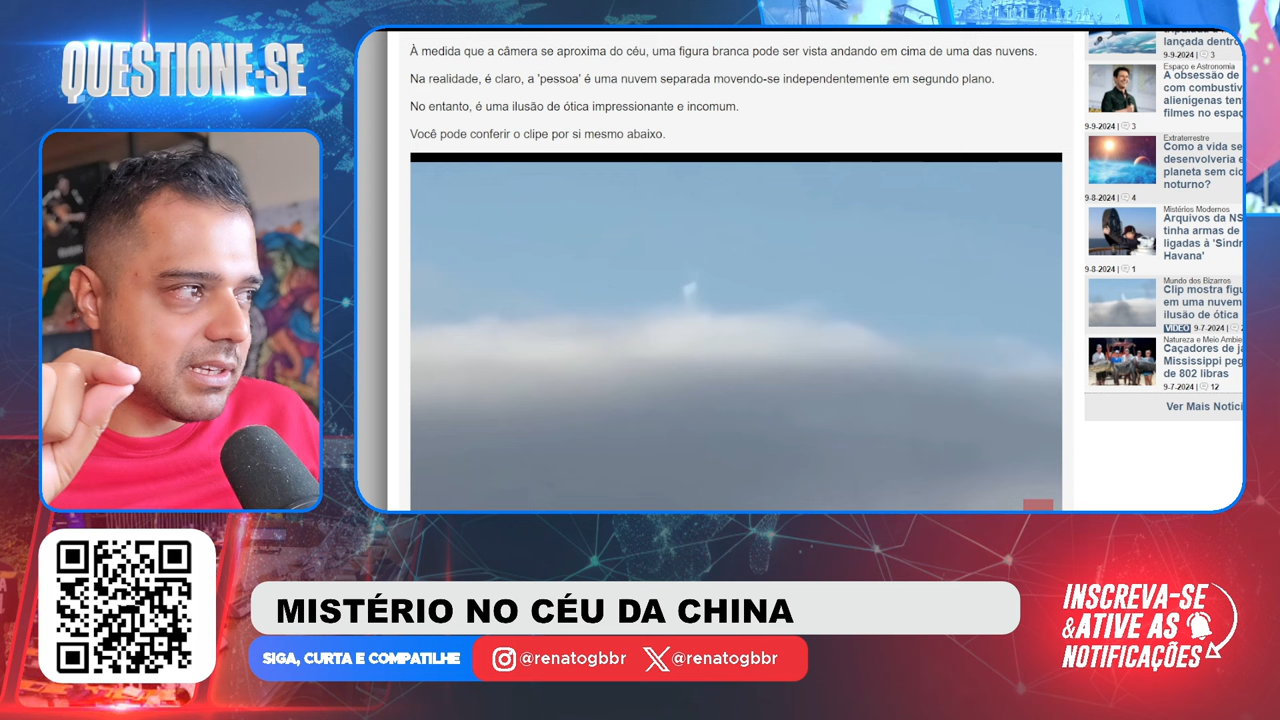 QUESTIONE-SE
À medida que a câmera se aproxima do céu, uma figura branca pode ser vista andando em cima de uma das nuvens.
Na realidade, é claro, a 'pessoa' é uma nuvem separada movendo-se independentemente em segundo plano.
No entanto, é uma ilusão de ótica impressionante e incomum.
Você pode conferir o clipe por si mesmo abaixo.
lançada dentro
9-9-2024 | 3
Espaço e Astronomia
A obsessão de
com combustív
alienígenas ten
filmes no espaç
9-9-2024 | 3
Extraterrestre
Como a vida se
desenvolveria e
planeta sem cic
noturno?
9-8-2024 | 4
Mistérios Modernos
Arquivos da NS
tinha armas de
ligadas à 'Síndr
Havana'
9-8-2024 | 1
Mundo dos Bizarros
Clip mostra figu
em uma nuvem
ilusão de ótica
VÍDEO 9-7-2024 |
Natureza e Meio Ambie
Caçadores de ja
Mississippi peg
de 802 libras
9-7-2024 | 12
Ver Mais Notíci
MISTÉRIO NO CÉU DA CHINA
SIGA, CURTA E COMPATILHE
@renatogbbr
@renatogbbr
INSCREVA-SE
&ATIVE AS
NOTIFICAÇÕES